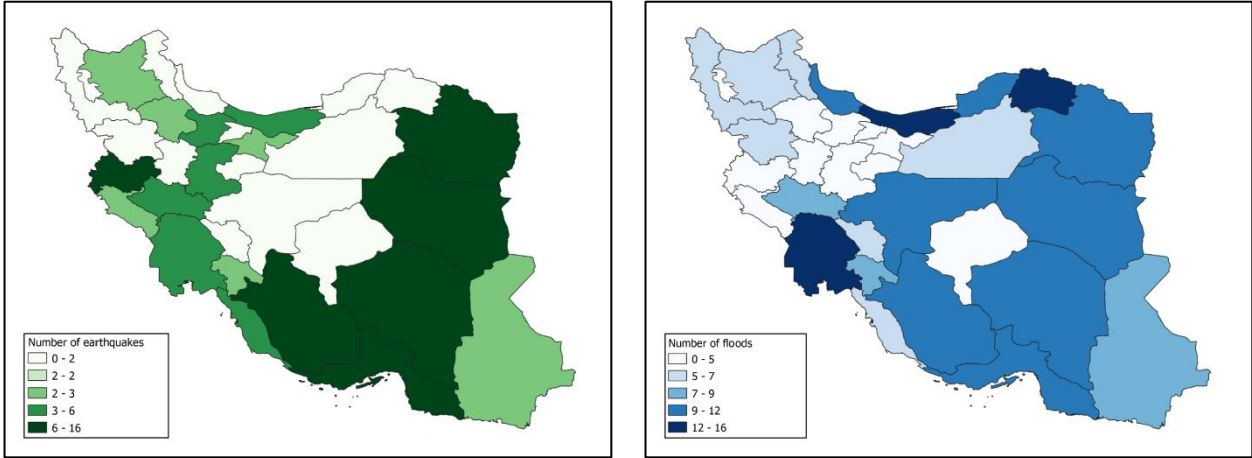 Number of earthquakes
0 - 2
2 - 2
2 - 3
3 - 6
6 - 16
Number of floods
0 - 5
5 - 7
7 - 9
9 - 12
12 - 16